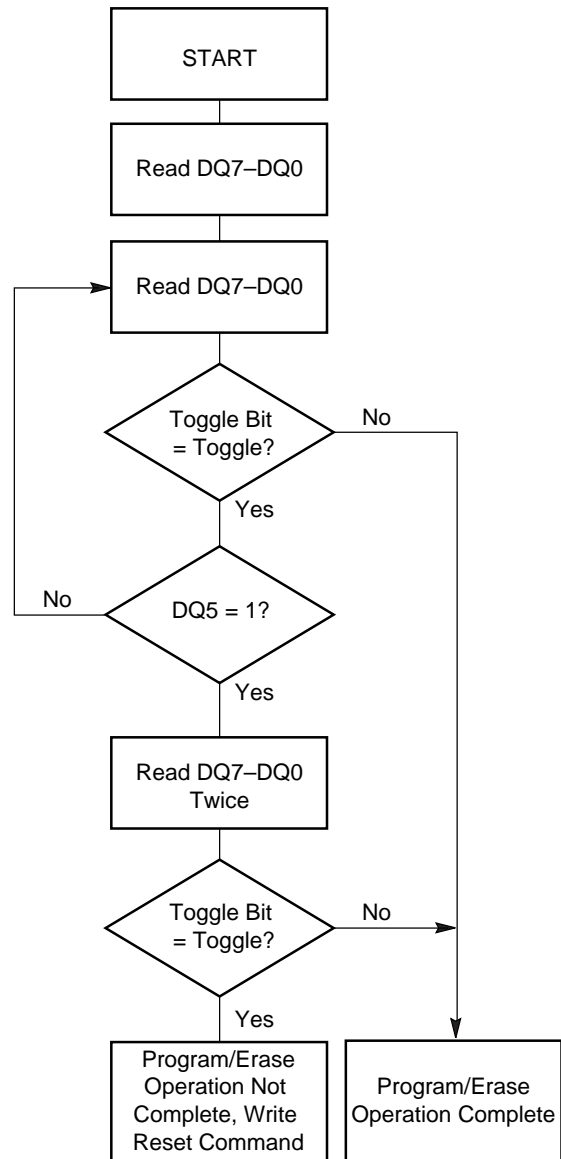 START
Read DQ7–DQ0
Read DQ7–DQ0
Toggle Bit
= Toggle?
No
Yes
No
DQ5 = 1?
Yes
Read DQ7–DQ0
Twice
Toggle Bit
= Toggle?
No
Yes
Program/Erase
Operation Not
Complete, Write
Reset Command
Program/Erase
Operation Complete